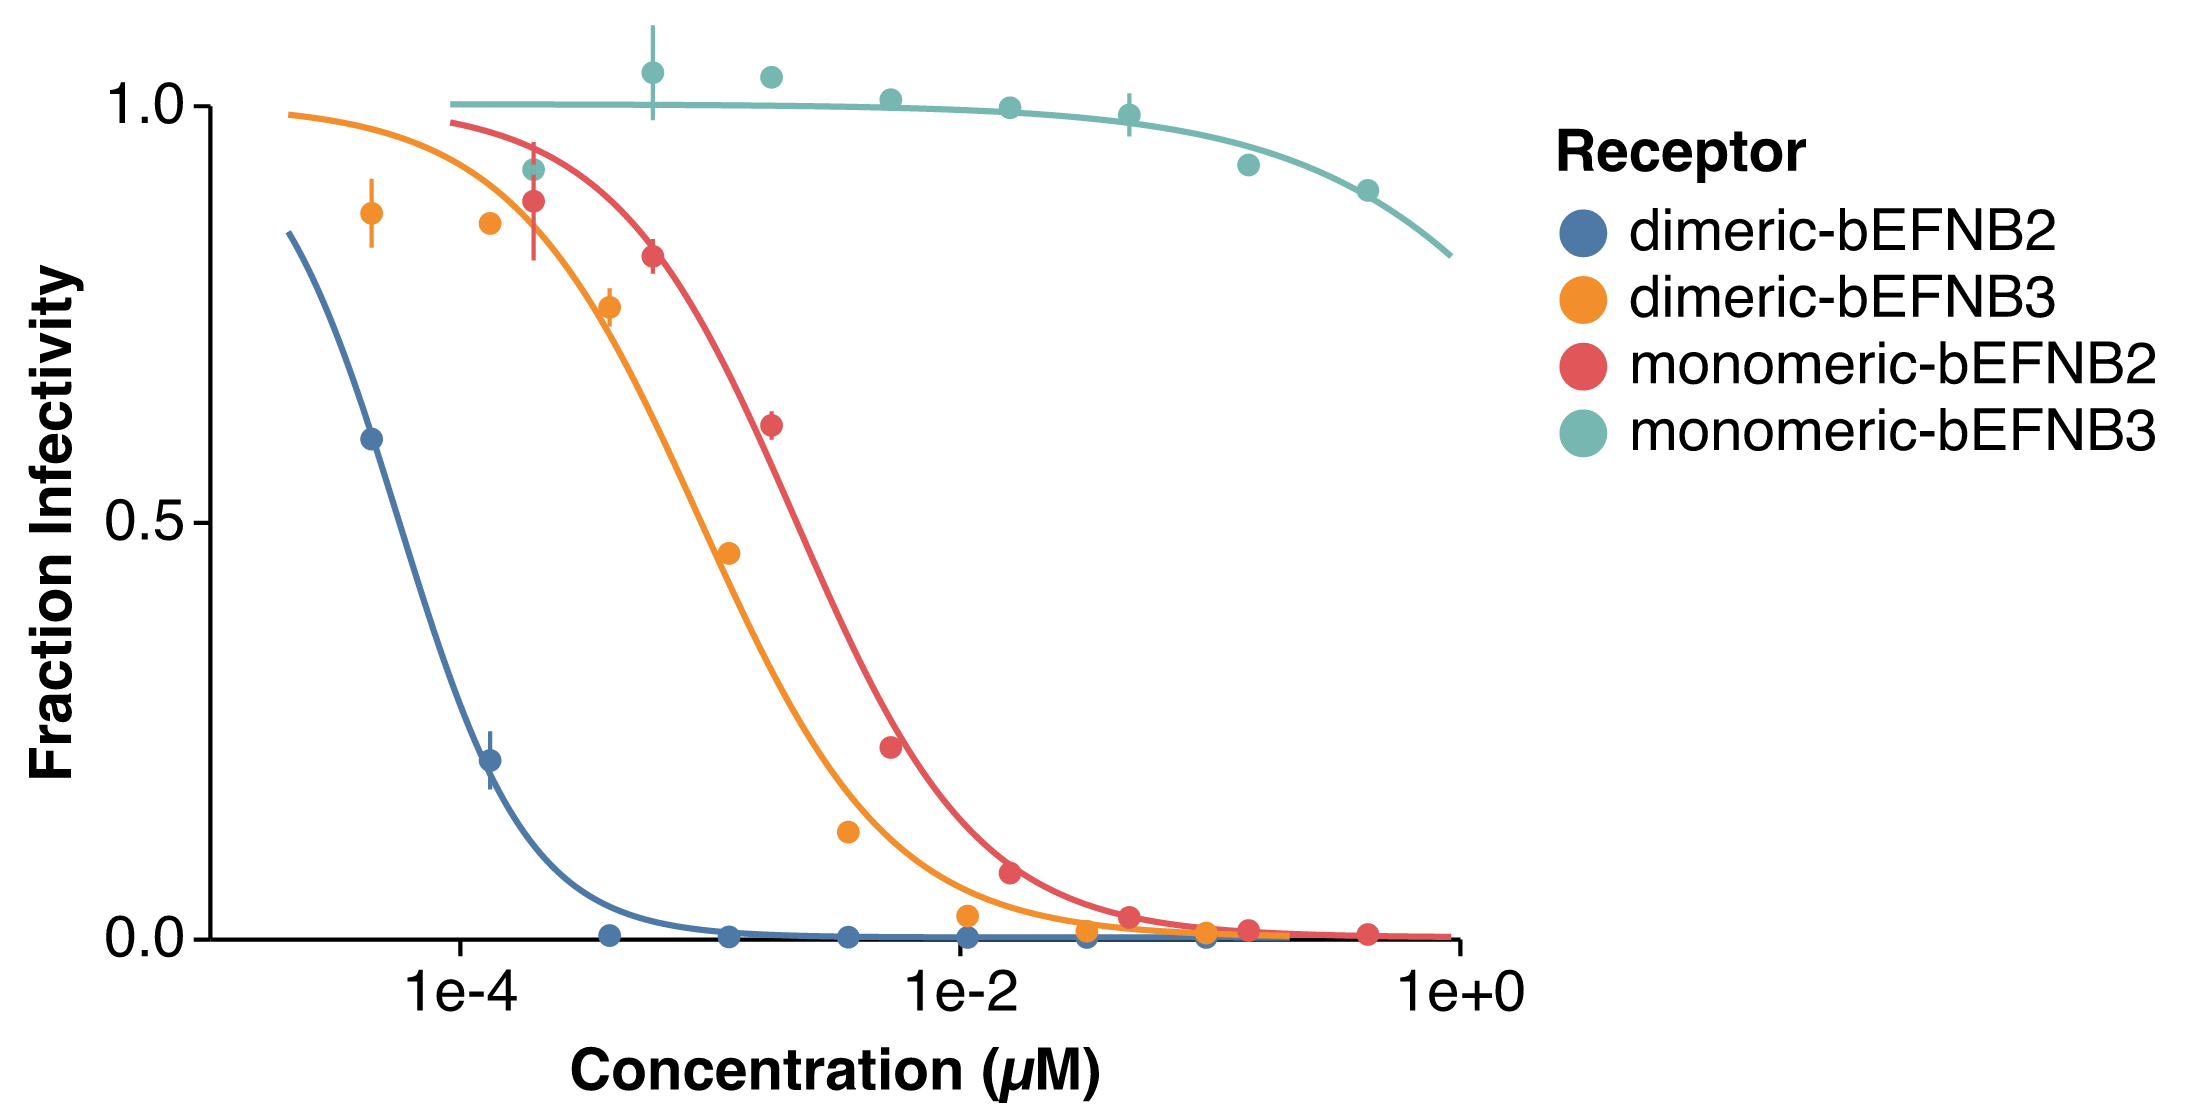 1.0
0.5
0.0
Fraction Infectivity
1e-4
1e-2
1e+0
Concentration (µM)
Receptor
dimeric-bEFNB2
dimeric-bEFNB3
monomeric-bEFNB2
monomeric-bEFNB3